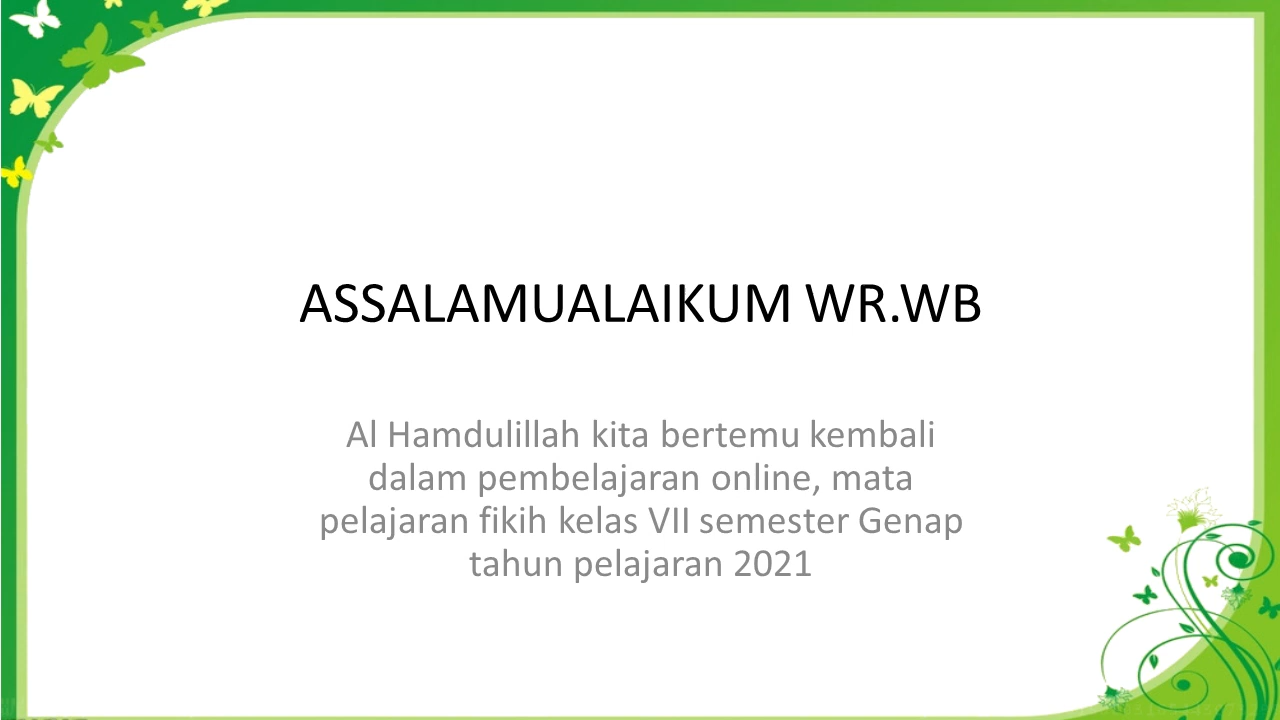 ASSALAMUALAIKUM WR.WB
Al Hamdulillah kita bertemu kembali
dalam pembelajaran online, mata
pelajaran fikih kelas VII semester Genap
tahun pelajaran 2021